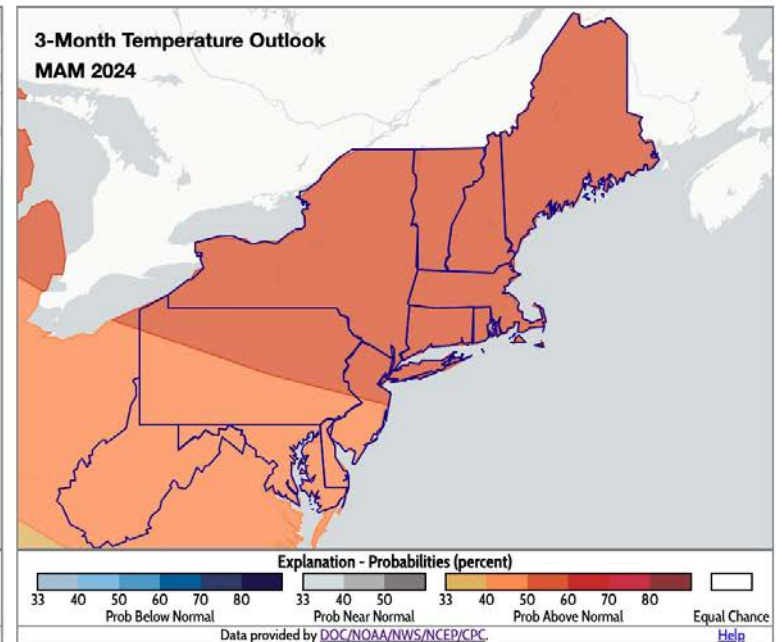 3-Month Temperature Outlook
MAM 2024
Explanation - Probabilities (percent)
33 40 50 60 70 80 33 40 50 33 40 50 60 70 80
Prob Below Normal Prob Near Normal Prob Above Normal Equal Chance
Data provided by DOC/NOAA/NWS/NCEP/CPC. Help